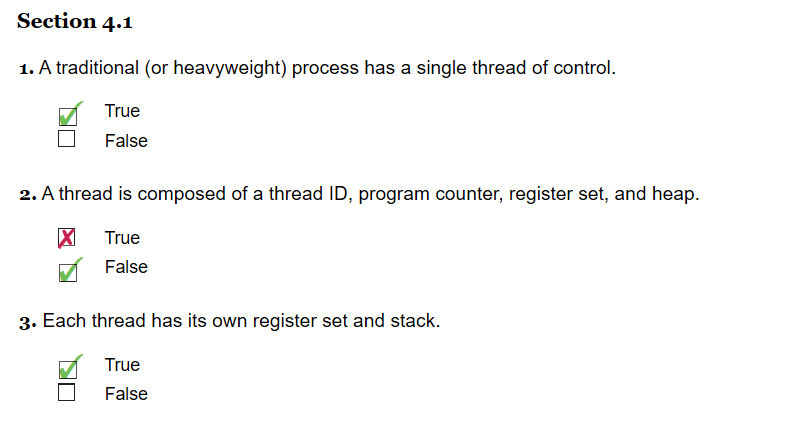 Section 4.1
1. A traditional (or heavyweight) process has a single thread of control.
True
False
2. A thread is composed of a thread ID, program counter, register set, and heap.
True
False
3. Each thread has its own register set and stack.
True
False